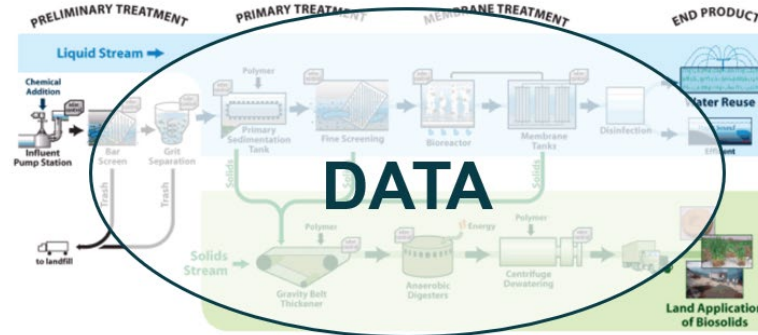 PRELIMINARY TREATMENT
PRIMARY TREATMENT
MEMBRANE TREATMENT
END PRODUCT
Liquid Stream
Chemical
Addition
Polymer
Influent
Pump Station
Bar
Screen
Grit
Separation
Primary
Sedimentation
Tank
Fine Screening
Bioreactor
Membrane
Tanks
Disinfection
Water Reuse
Effluent
Trash
Trash
Solids
Solids
Solids
DATA
to landfill
Solids
Stream
Polymer
Energy
Polymer
Gravity Belt
Thickener
Anaerobic
Digesters
Centrifuge
Dewatering
Land Application
of Biosolids